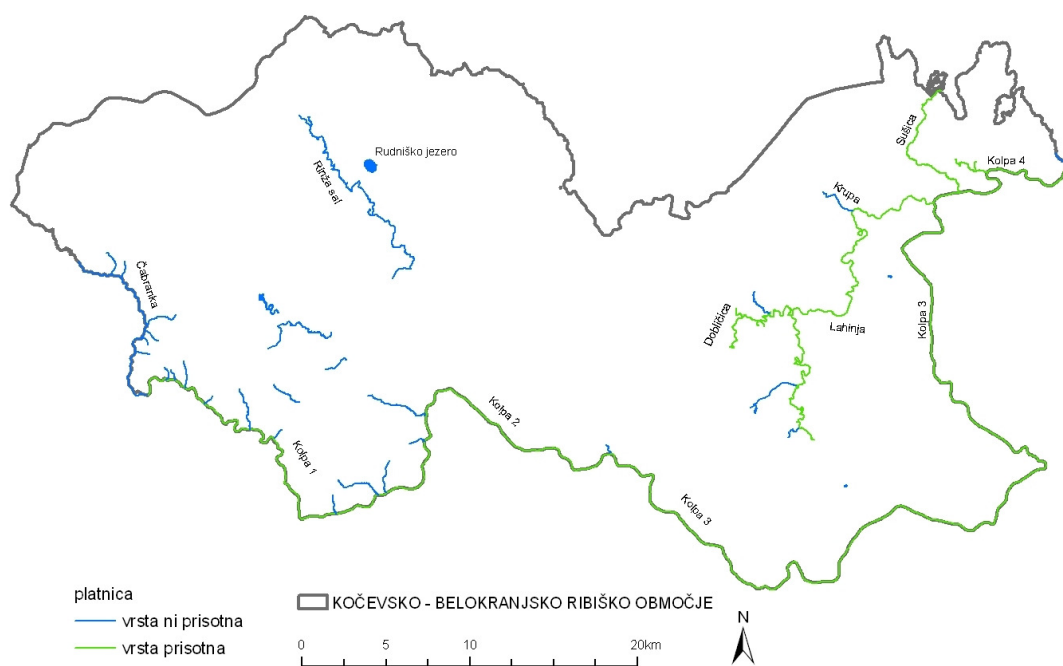 Rudniško jezero
Rinža aal
Sušica
Kolpa 4
Krupa
Čabranka
Kolpa 3
Dobličica
Lahinja
Kolpa 2
Kolpa 1
Kolpa 3
platnica
vrsta ni prisotna
vrsta prisotna
KOČEVSKO - BELOKRANJSKO RIBIŠKO OBMOČJE
N
0 5 10 20km